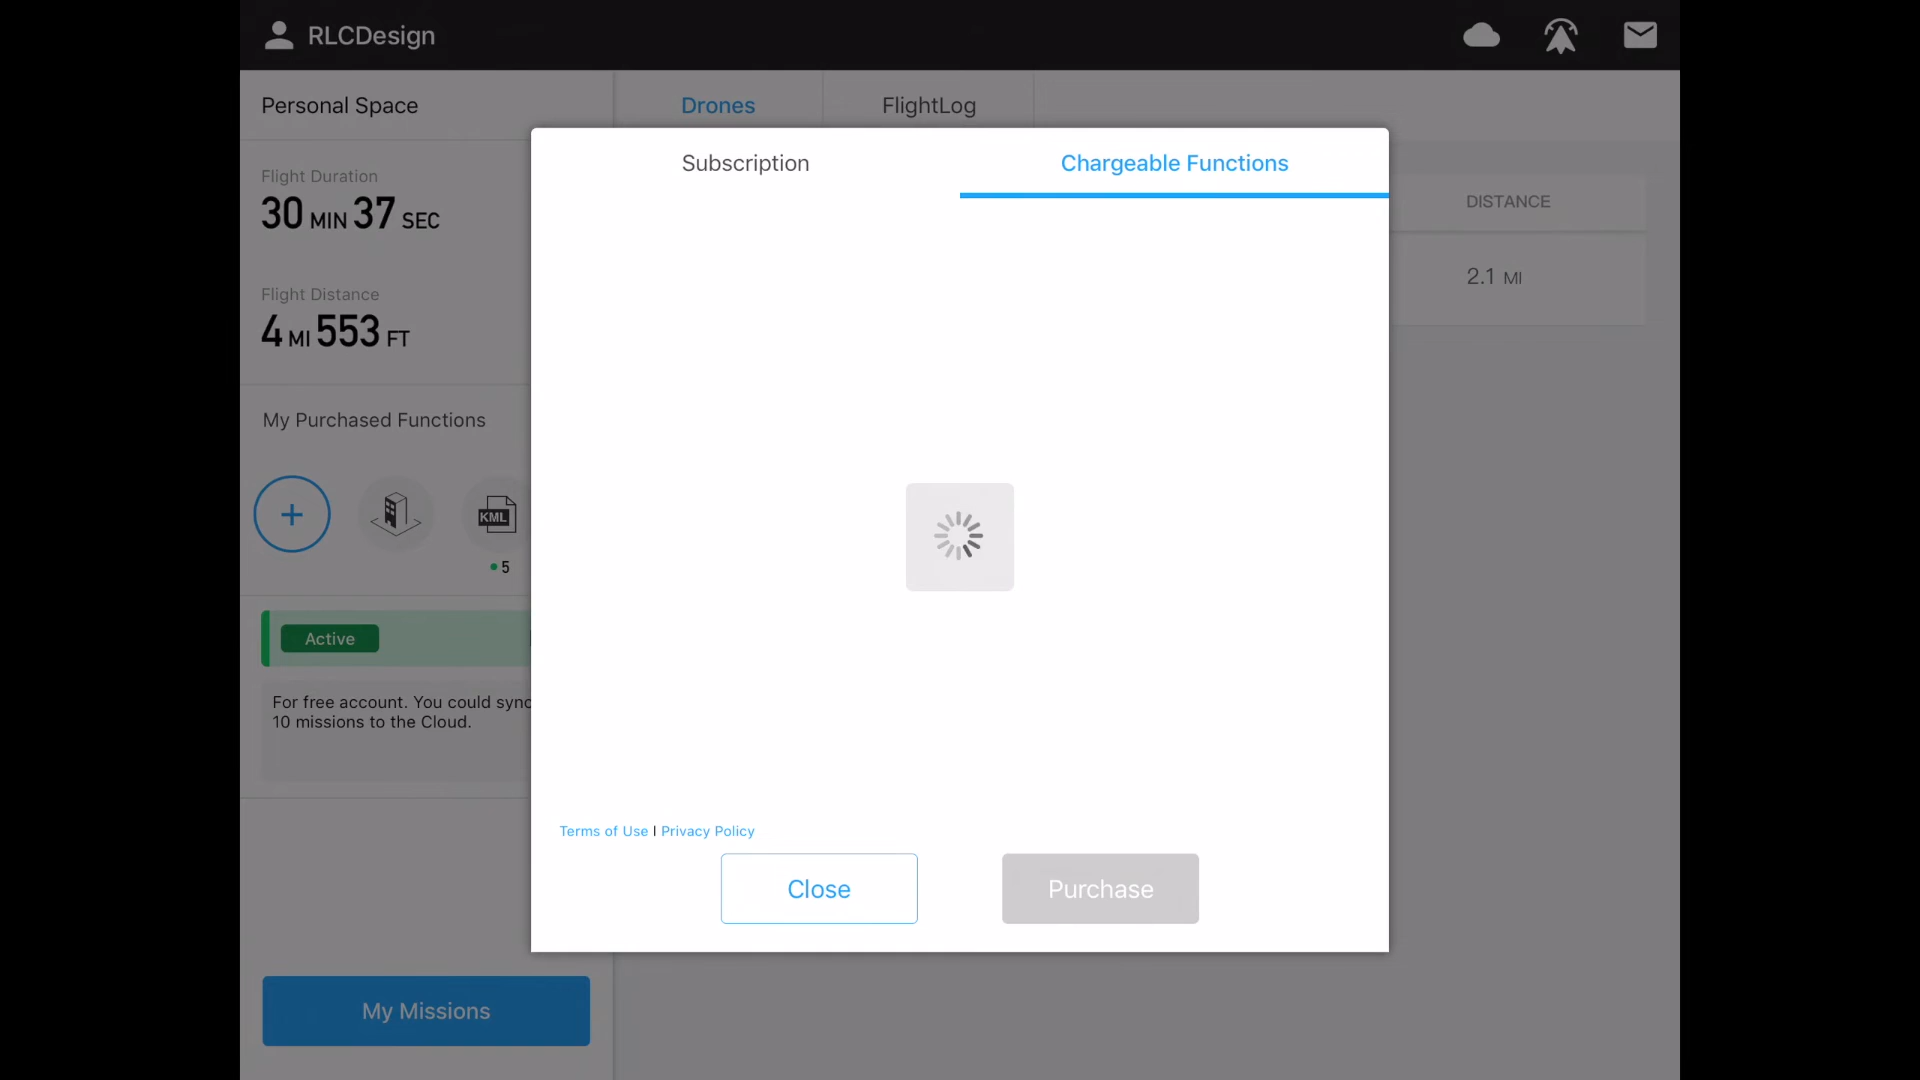 RLCDesign
Personal Space
Drones
FlightLog
Flight Duration
30 MIN 37 SEC
Flight Distance
4 MI 553 FT
My Purchased Functions
KML
5
Active
For free account. You could sync
10 missions to the Cloud.
My Missions
Subscription
Chargeable Functions
Terms of Use | Privacy Policy
Close
Purchase
DISTANCE
2.1 MI